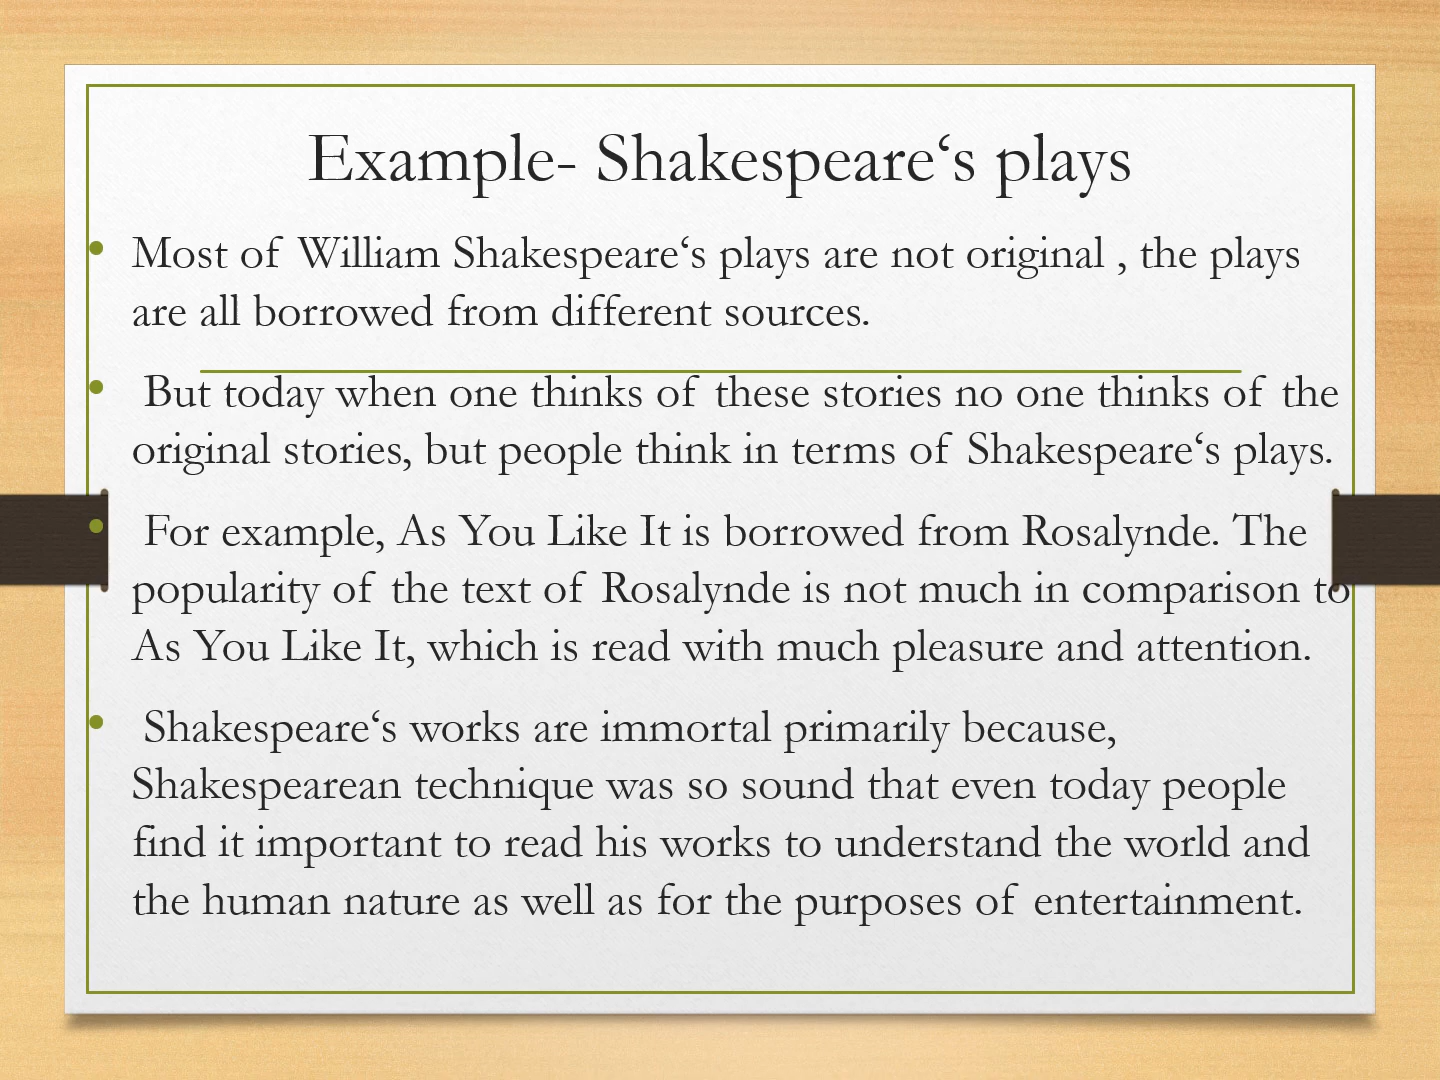 Example- Shakespeare‘s plays
• Most of William Shakespeare‘s plays are not original , the plays
are all borrowed from different sources.
• But today when one thinks of these stories no one thinks of the
original stories, but people think in terms of Shakespeare‘s plays.
• For example, As You Like It is borrowed from Rosalynde. The
popularity of the text of Rosalynde is not much in comparison to
As You Like It, which is read with much pleasure and attention.
• Shakespeare‘s works are immortal primarily because,
Shakespearean technique was so sound that even today people
find it important to read his works to understand the world and
the human nature as well as for the purposes of entertainment.